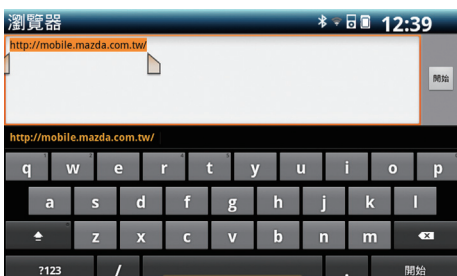 瀏覽器 12:39
http://mobile.mazda.com.tw/
開始
http://mobile.mazda.com.tw/
q w e r t y u i o p
a s d f g h j k l
z x c v b n m
?123 / . 開始